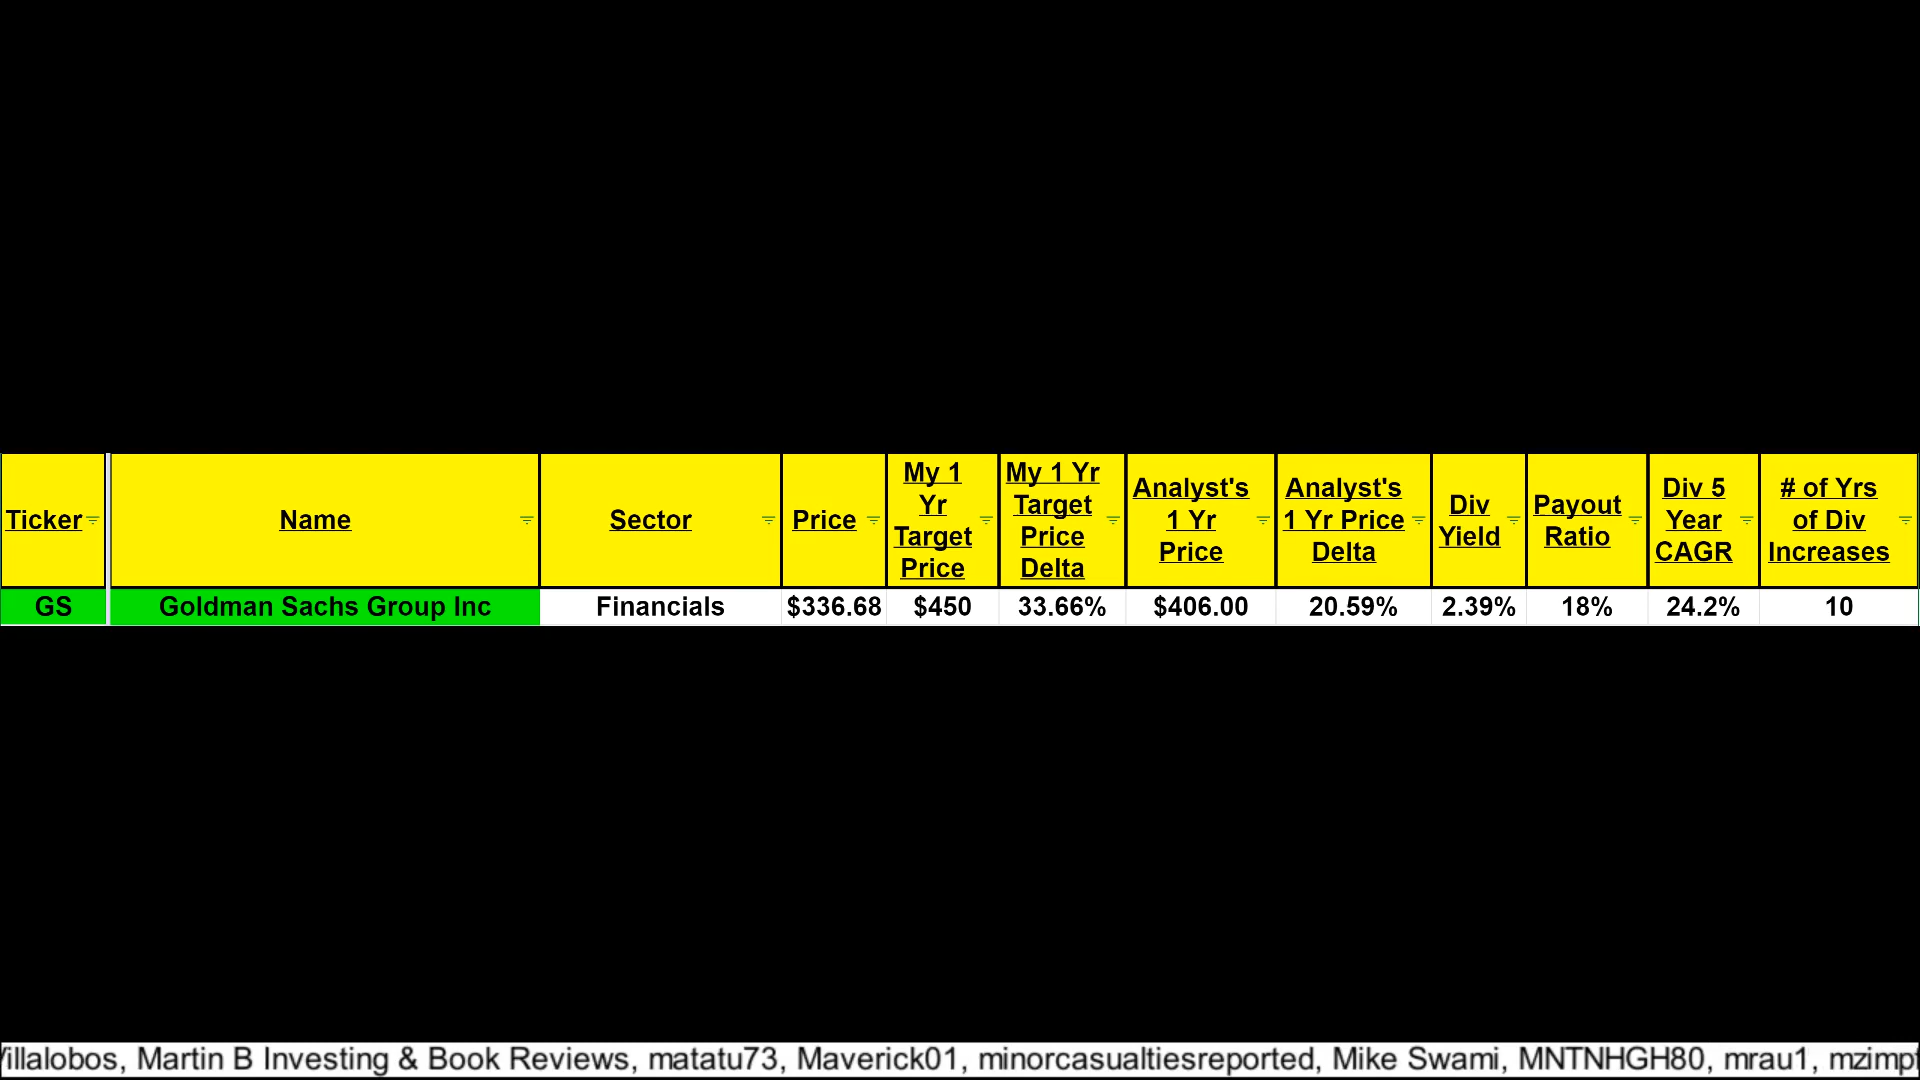 Ticker
Name
Sector
Price
My 1
Yr
Target
Price
My 1 Yr
Target
Price
Delta
Analyst's
1 Yr
Price
Analyst's
1 Yr Price
Delta
Div
Yield
Payout
Ratio
Div 5
Year
CAGR
# of Yrs
of Div
Increases
GS
Goldman Sachs Group Inc
Financials
$336.68
$450
33.66%
$406.00
20.59%
2.39%
18%
24.2%
10
Martin B Investing & Book Reviews, matatu73, Maverick01, minorcasualtiesreported, Mike Swami, MNTNHGH80, mrau1,